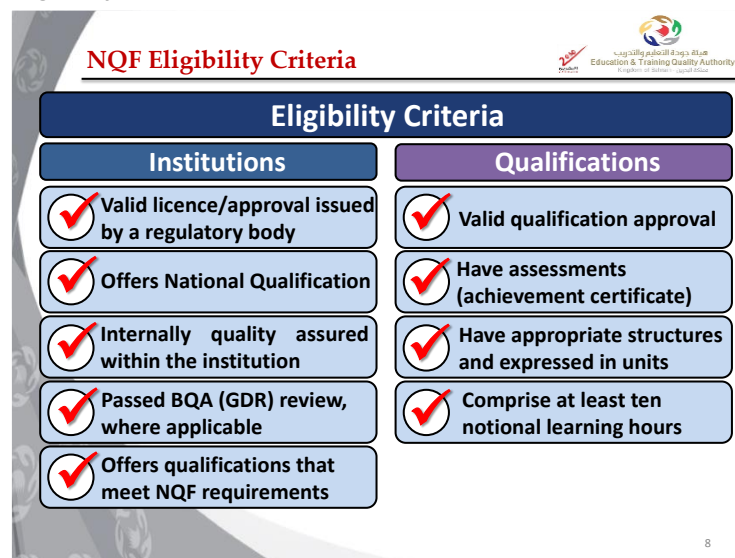 NQF Eligibility Criteria
هيئة جودة التعليم والتدريب
Education & Training Quality Authority
Kingdom of Bahrain - مملكة البحرين
Eligibility Criteria
Institutions
Valid licence/approval issued
by a regulatory body
Offers National Qualification
Internally quality assured
within the institution
Passed BQA (GDR) review,
where applicable
Offers qualifications that
meet NQF requirements
Qualifications
Valid qualification approval
Have assessments
(achievement certificate)
Have appropriate structures
and expressed in units
Comprise at least ten
notional learning hours
8